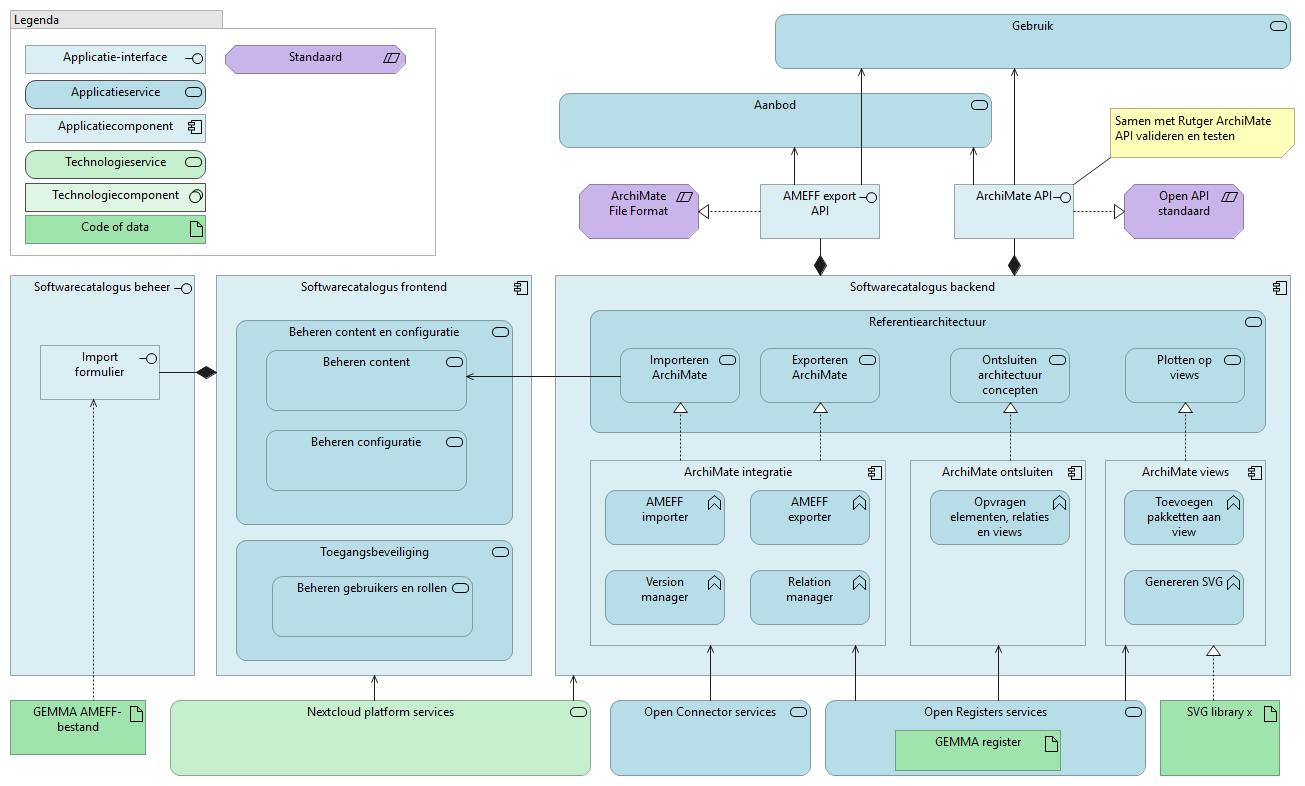 Legenda
Applicatie-interface
Standaard
Applicatieservice
Applicatiecomponent
Technologieservice
Technologiecomponent
Code of data
Gebruik
Aanbod
Samen met Rutger ArchiMate
API valideren en testen
ArchiMate
File Format
AMEFF export
API
ArchiMate API
Open API
standaard
Softwarecatalogus beheer
Import
formulier
Softwarecatalogus frontend
Beheren content en configuratie
Beheren content
Beheren configuratie
Toegangsbeveiliging
Beheren gebruikers en rollen
Softwarecatalogus backend
Referentiearchitectuur
Importeren
ArchiMate
Exporteren
ArchiMate
Ontsluiten
architectuur
concepten
Plotten op
views
ArchiMate integratie
AMEFF
importer
AMEFF
exporter
Version
manager
Relation
manager
ArchiMate ontsluiten
Opvragen
elementen, relaties
en views
ArchiMate views
Toevoegen
pakketten aan
view
Genereren SVG
GEMMA AMEFF-
bestand
Nextcloud platform services
Open Connector services
Open Registers services
GEMMA register
SVG library x